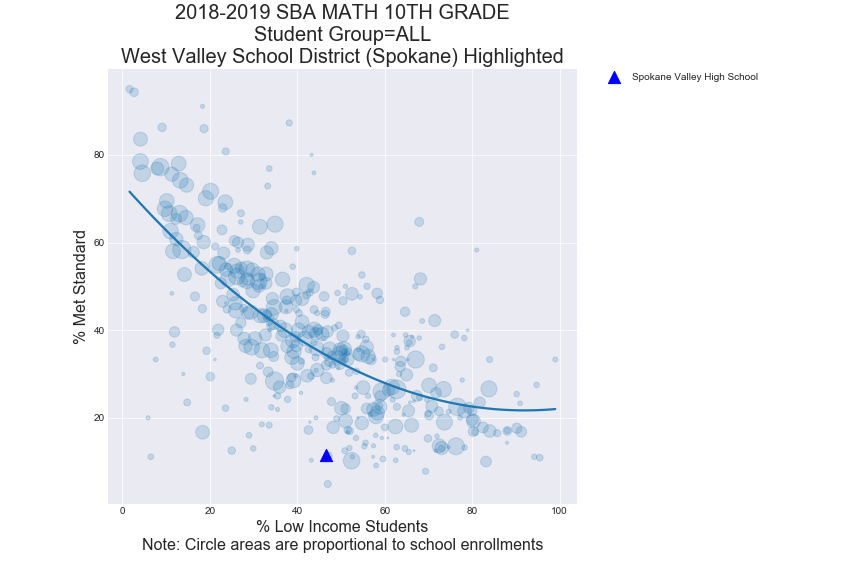 2018-2019 SBA MATH 10TH GRADE
Student Group=ALL
West Valley School District (Spokane) Highlighted
Spokane Valley High School
% Met Standard
80
60
40
20
0 20 40 60 80 100
% Low Income Students
Note: Circle areas are proportional to school enrollments